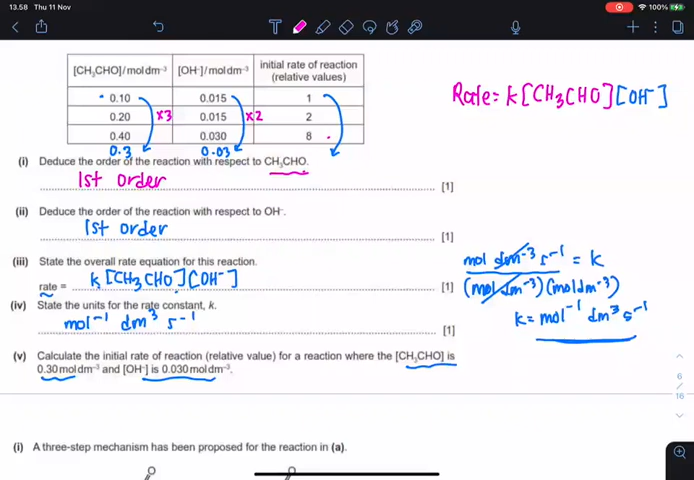 13.58 Thu 11 Nov
100%
[CH₃CHO]/mol dm⁻³ [OH⁻]/mol dm⁻³ initial rate of reaction (relative values)
0.10 0.015 1
0.20 ×3 0.015 ×2 2
0.40 0.030 8
0.3 0.03
Rate = k[CH₃CHO][OH⁻]
(i) Deduce the order of the reaction with respect to CH₃CHO.
1st order [1]
(ii) Deduce the order of the reaction with respect to OH⁻.
1st order [1]
(iii) State the overall rate equation for this reaction.
rate = k[CH₃CHO][OH⁻] [1]
(iv) State the units for the rate constant, k.
mol⁻¹ dm³ s⁻¹ [1]
mol dm⁻³ s⁻¹ = k
(mol dm⁻³)(mol dm⁻³)
k = mol⁻¹ dm³ s⁻¹
(v) Calculate the initial rate of reaction (relative value) for a reaction where the [CH₃CHO] is
0.30 mol dm⁻³ and [OH⁻] is 0.030 mol dm⁻³.
6
/
16
(i) A three-step mechanism has been proposed for the reaction in (a).